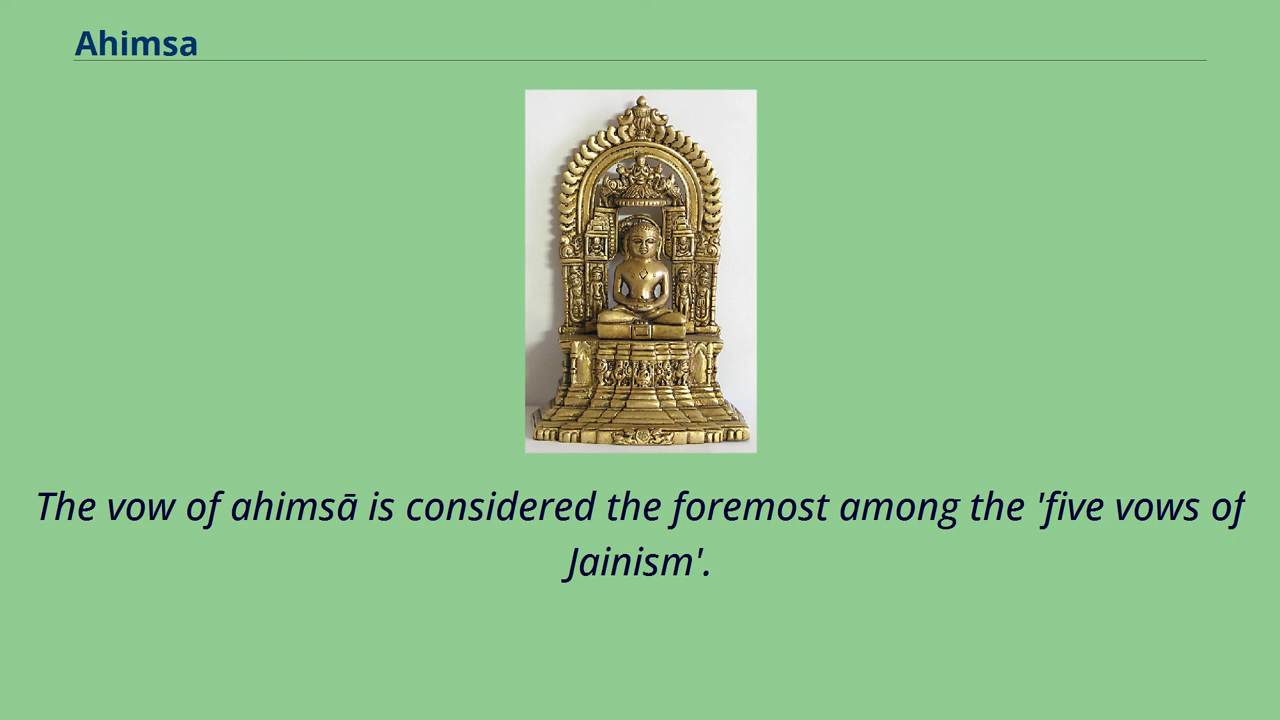 Ahimsa
The vow of ahimsā is considered the foremost among the 'five vows of
Jainism'.